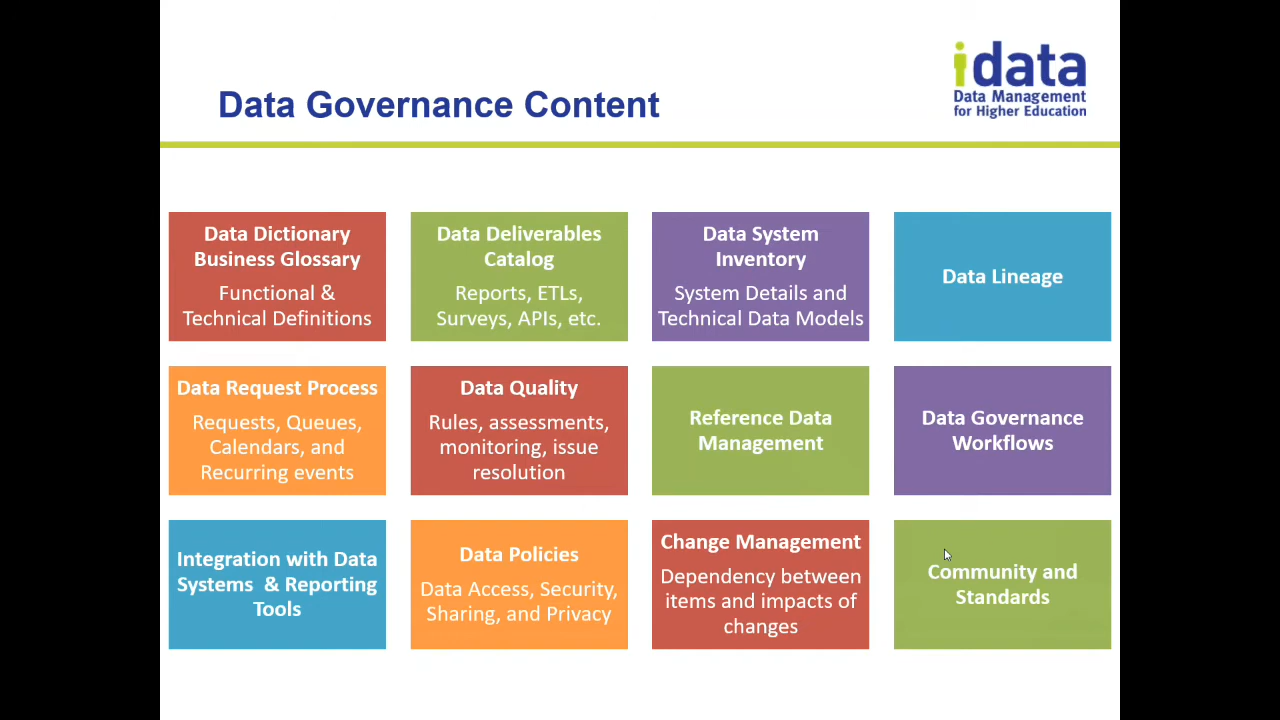 Data Governance Content
idata
Data Management
for Higher Education
Data Dictionary
Business Glossary
Functional &
Technical Definitions
Data Deliverables
Catalog
Reports, ETLs,
Surveys, APIs, etc.
Data System
Inventory
System Details and
Technical Data Models
Data Lineage
Data Request Process
Requests, Queues,
Calendars, and
Recurring events
Data Quality
Rules, assessments,
monitoring, issue
resolution
Reference Data
Management
Data Governance
Workflows
Integration with Data
Systems & Reporting
Tools
Data Policies
Data Access, Security,
Sharing, and Privacy
Change Management
Dependency between
items and impacts of
changes
Community and
Standards